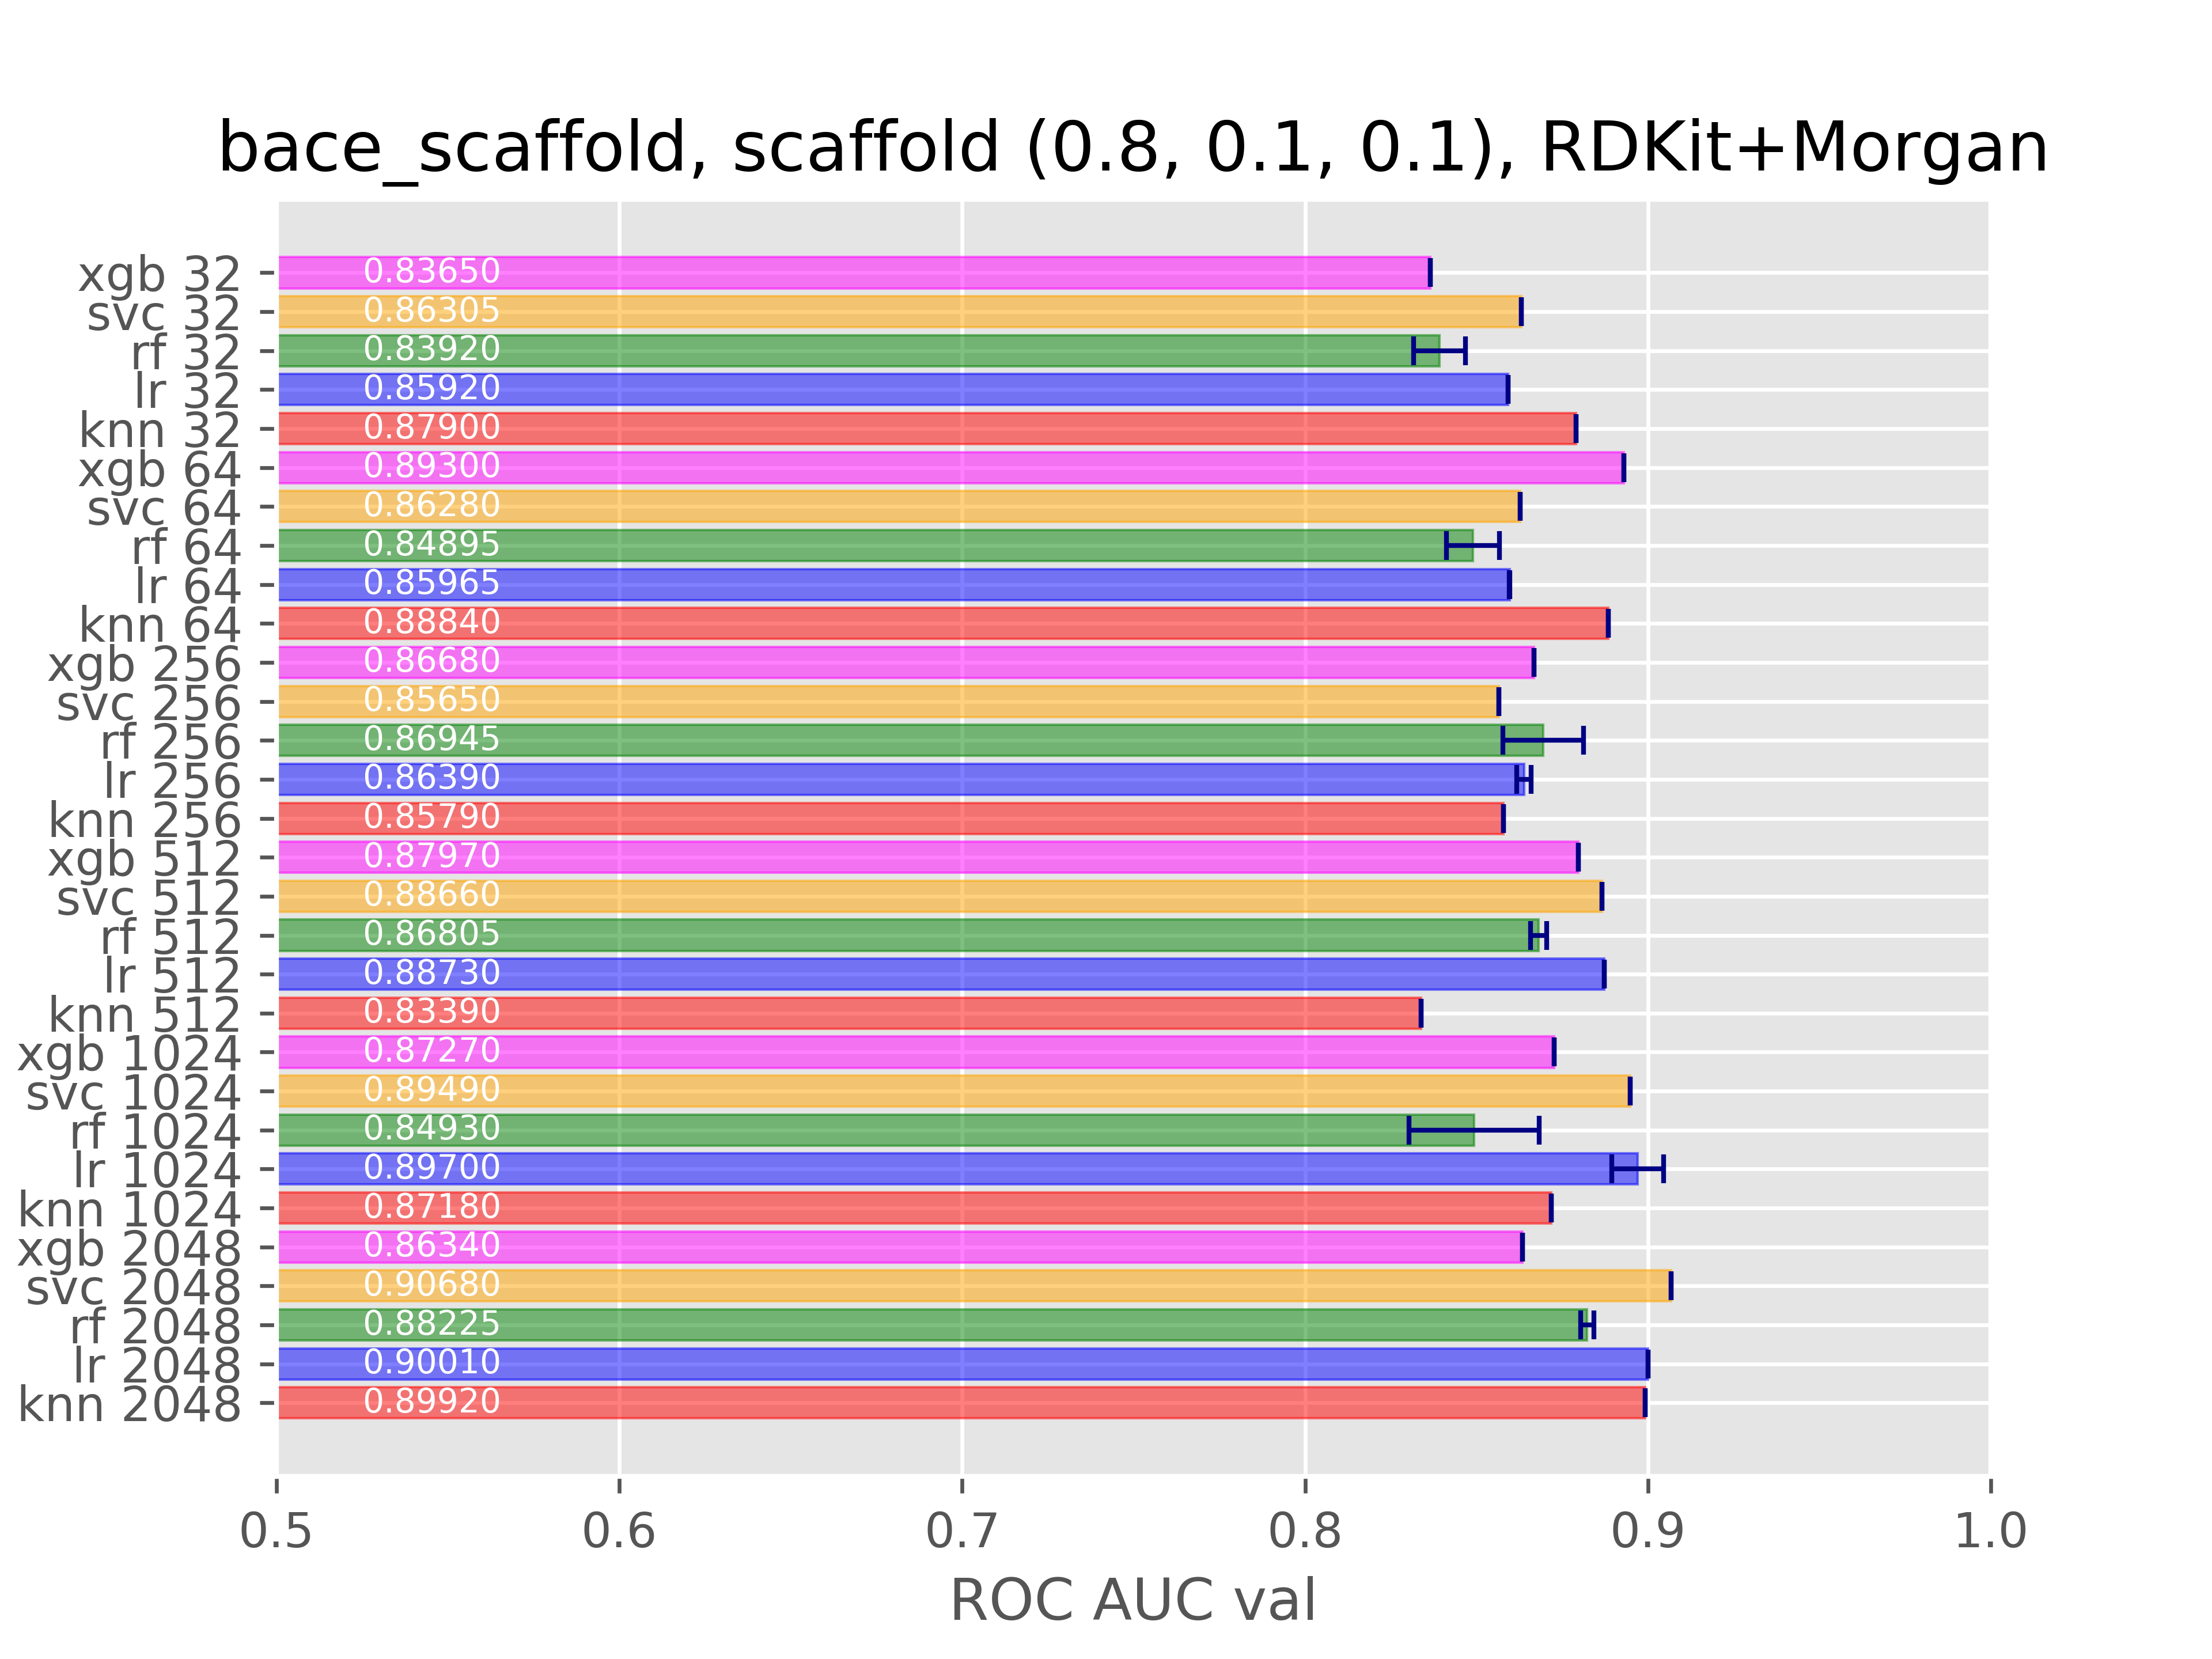 bace_scaffold, scaffold (0.8, 0.1, 0.1), RDKit+Morgan
xgb 32 0.83650
svc 32 0.86305
rf 32 0.83920
lr 32 0.85920
knn 32 0.87900
xgb 64 0.89300
svc 64 0.86280
rf 64 0.84895
lr 64 0.85965
knn 64 0.88840
xgb 256 0.86680
svc 256 0.85650
rf 256 0.86945
lr 256 0.86390
knn 256 0.85790
xgb 512 0.87970
svc 512 0.88660
rf 512 0.86805
lr 512 0.88730
knn 512 0.83390
xgb 1024 0.87270
svc 1024 0.89490
rf 1024 0.84930
lr 1024 0.89700
knn 1024 0.87180
xgb 2048 0.86340
svc 2048 0.90680
rf 2048 0.88225
lr 2048 0.90010
knn 2048 0.89920
0.5 0.6 0.7 0.8 0.9 1.0
ROC AUC val